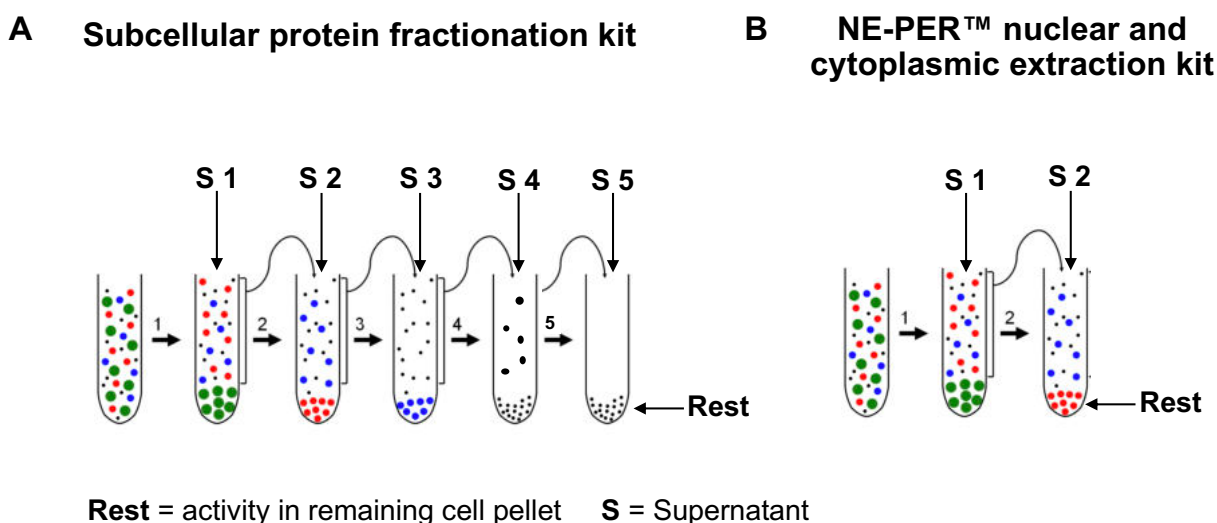 A Subcellular protein fractionation kit
B NE-PER™ nuclear and
cytoplasmic extraction kit
S 1 S 2 S 3 S 4 S 5
1 2 3 4 5
Rest
S 1 S 2
1 2
Rest
Rest = activity in remaining cell pellet S = Supernatant